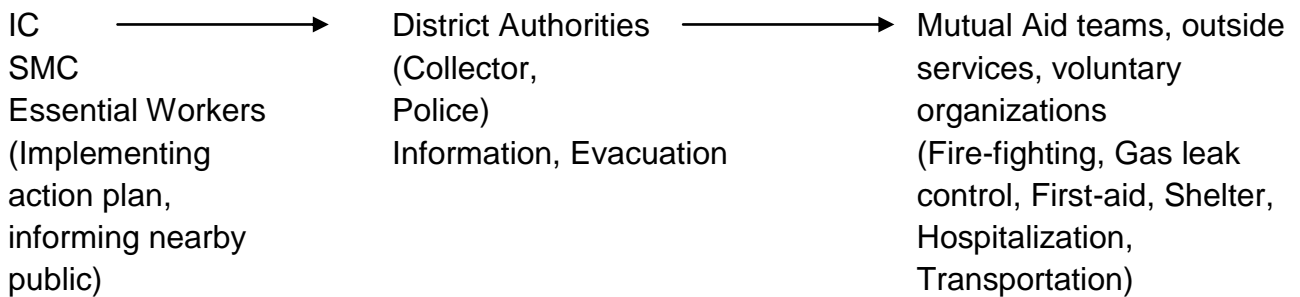 IC
SMC
Essential Workers
(Implementing
action plan,
informing nearby
public)
District Authorities
(Collector,
Police)
Information, Evacuation
Mutual Aid teams, outside
services, voluntary
organizations
(Fire-fighting, Gas leak
control, First-aid, Shelter,
Hospitalization,
Transportation)